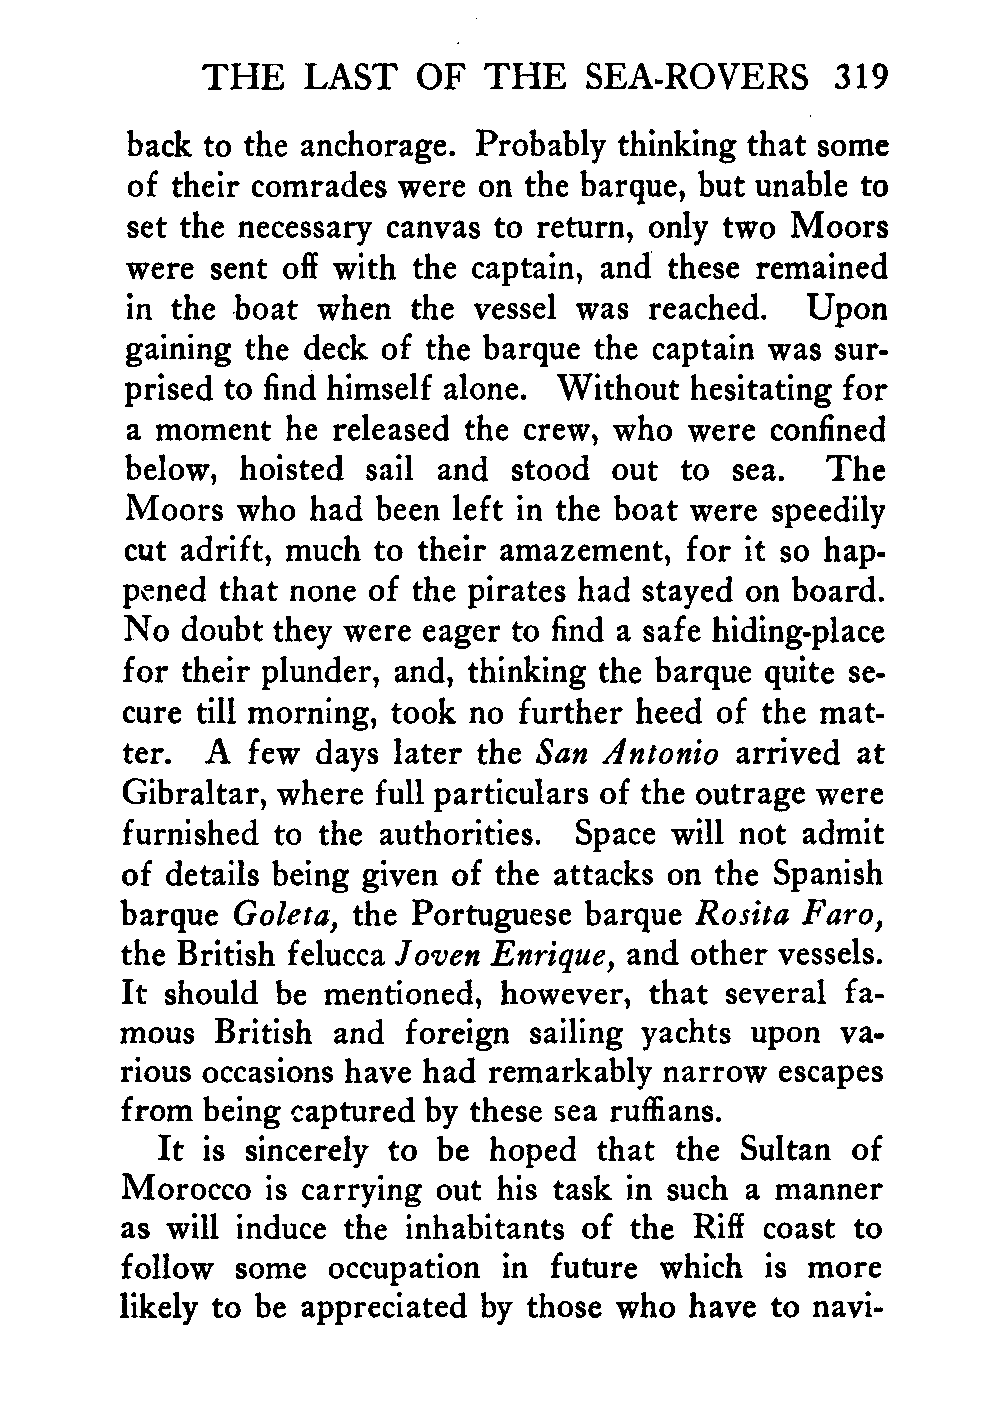 THE LAST OF THE SEA-ROVERS 319
back to the anchorage. Probably thinking that some
of their comrades were on the barque, but unable to
set the necessary canvas to return, only two Moors
were sent off with the captain, and these remained
in the boat when the vessel was reached. Upon
gaining the deck of the barque the captain was sur-
prised to find himself alone. Without hesitating for
a moment he released the crew, who were confined
below, hoisted sail and stood out to sea. The
Moors who had been left in the boat were speedily
cut adrift, much to their amazement, for it so hap-
pened that none of the pirates had stayed on board.
No doubt they were eager to find a safe hiding-place
for their plunder, and, thinking the barque quite se-
cure till morning, took no further heed of the mat-
ter. A few days later the San Antonio arrived at
Gibraltar, where full particulars of the outrage were
furnished to the authorities. Space will not admit
of details being given of the attacks on the Spanish
barque Goleta, the Portuguese barque Rosita Faro,
the British felucca Joven Enrique, and other vessels.
It should be mentioned, however, that several fa-
mous British and foreign sailing yachts upon va-
rious occasions have had remarkably narrow escapes
from being captured by these sea ruffians.
It is sincerely to be hoped that the Sultan of
Morocco is carrying out his task in such a manner
as will induce the inhabitants of the Riff coast to
follow some occupation in future which is more
likely to be appreciated by those who have to navi-